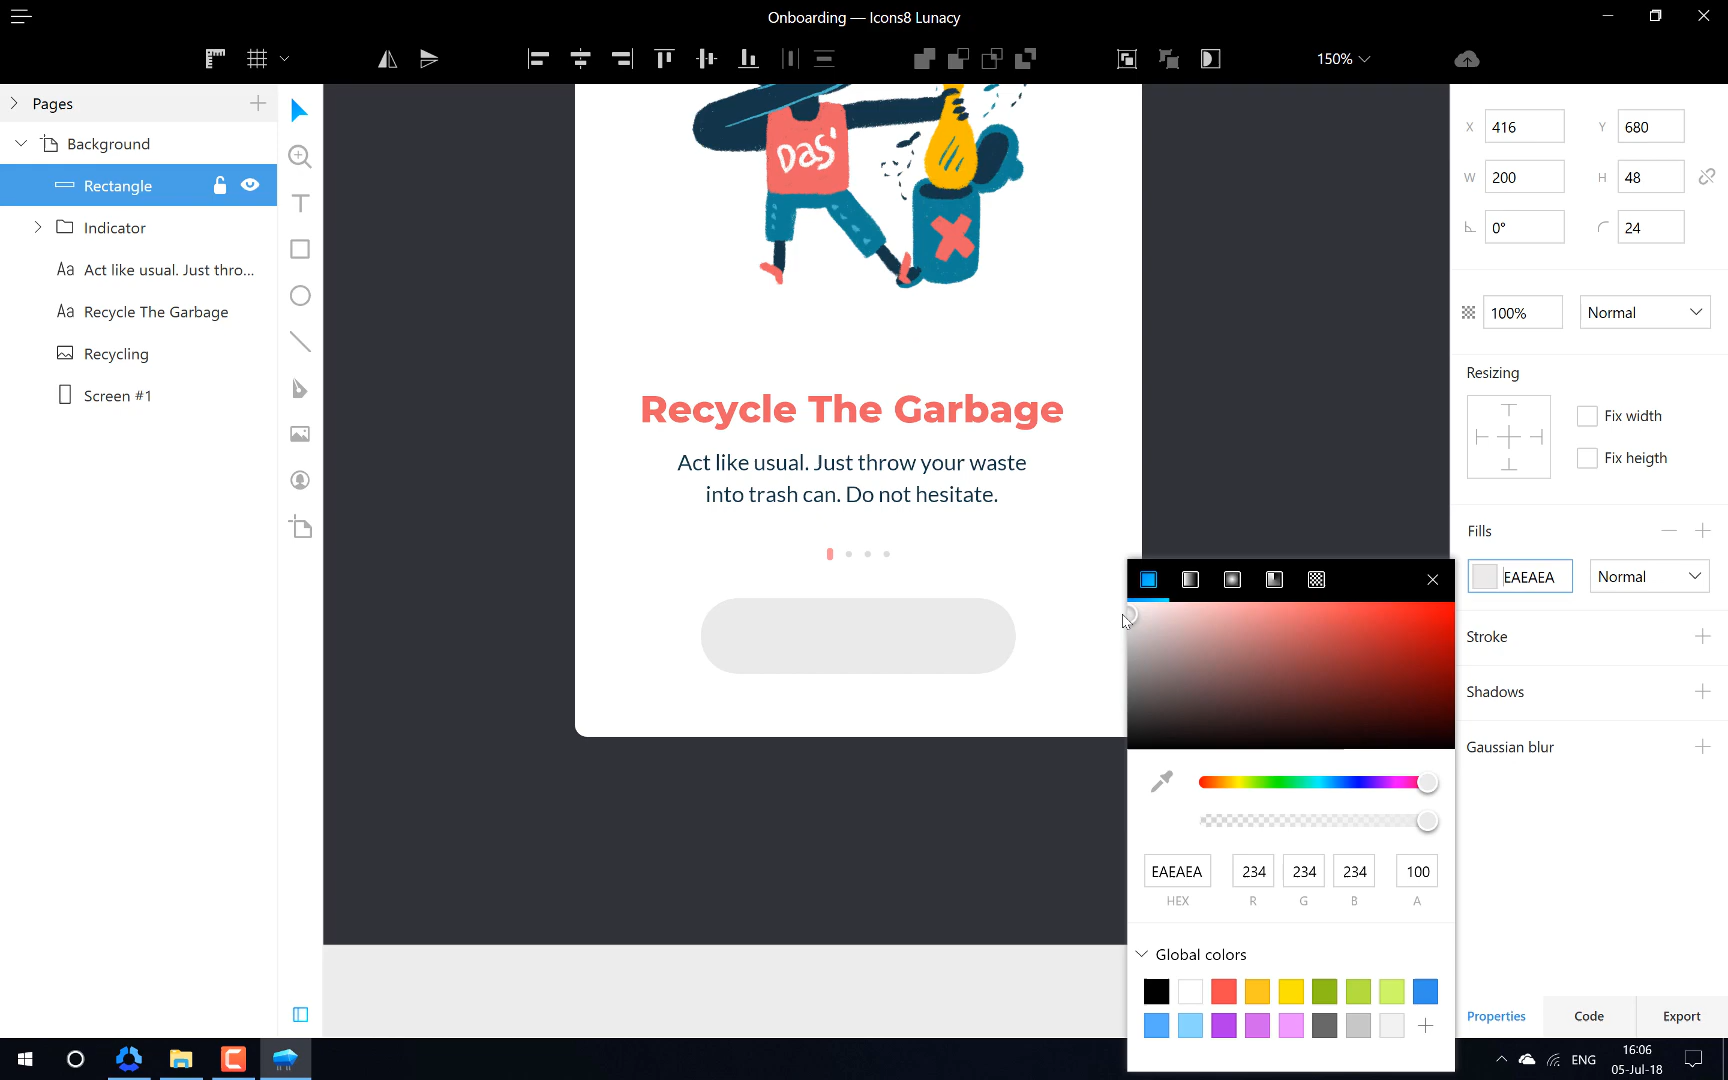 Onboarding — Icons8 Lunacy
150%
Pages
Background
Rectangle
Indicator
Aa Act like usual. Just thro...
Aa Recycle The Garbage
Recycling
Screen #1
DAS'
Recycle The Garbage
Act like usual. Just throw your waste
into trash can. Do not hesitate.
X 416 Y 680
W 200 H 48
0° 24
100% Normal
Resizing
Fix width
Fix heigth
Fills
EAEAEA Normal
Stroke
Shadows
Gaussian blur
EAEAEA 234 234 234 100
HEX R G B A
Global colors
Properties Code Export
ENG
16:06
05-Jul-18